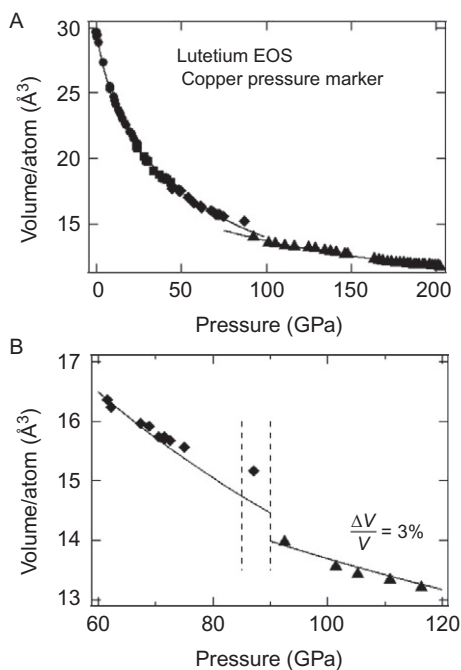 A
30
25
20
15
Volume/atom (Å³)
Lutetium EOS
Copper pressure marker
0
50
100
150
200
Pressure (GPa)
B
17
16
15
14
13
Volume/atom (Å³)
ΔV/V = 3%
60
80
100
120
Pressure (GPa)